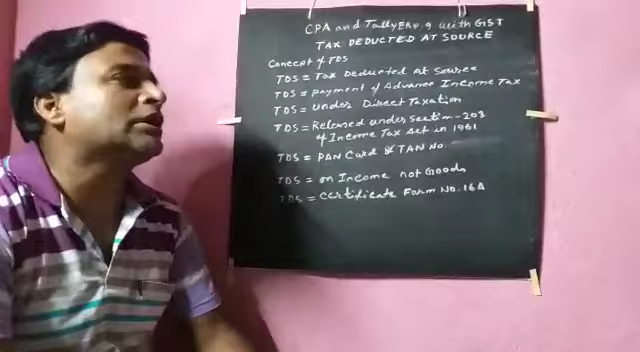 CPA and Tally ERP.9 with GST
TAX DEDUCTED AT SOURCE
Concept of TDS
TDS = Tax Deducted At Source
TDS = Payment of Advance Income Tax
TDS = Under Direct Taxation
TDS = Released under Section-203
of Income Tax Act in 1961
TDS = PAN Card & TAN No.
TDS = on Income not Goods
TDS = Certificate Form No. 16A